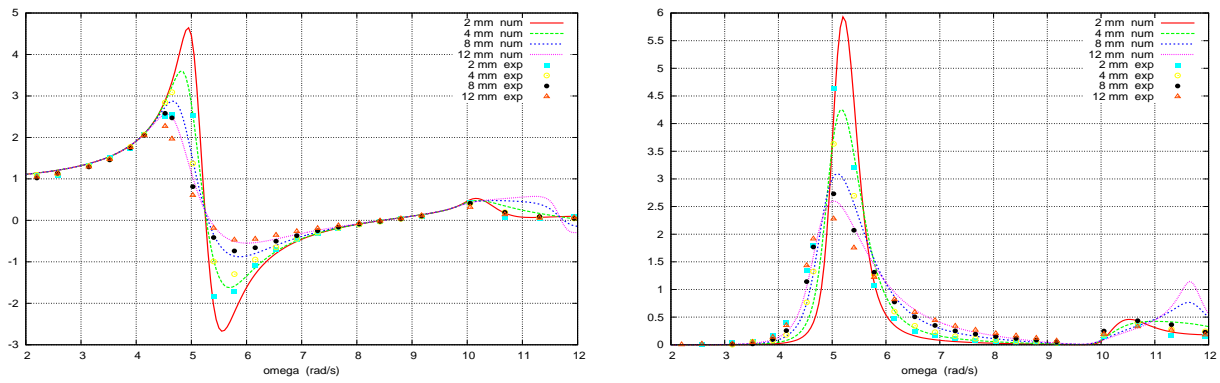 5
4
3
2
1
0
-1
-2
-3
2 3 4 5 6 7 8 9 10 11 12
omega (rad/s)
2 mm num
4 mm num
8 mm num
12 mm num
2 mm exp
4 mm exp
8 mm exp
12 mm exp
6
5.5
5
4.5
4
3.5
3
2.5
2
1.5
1
0.5
0
2 3 4 5 6 7 8 9 10 11 12
omega (rad/s)
2 mm num
4 mm num
8 mm num
12 mm num
2 mm exp
4 mm exp
8 mm exp
12 mm exp